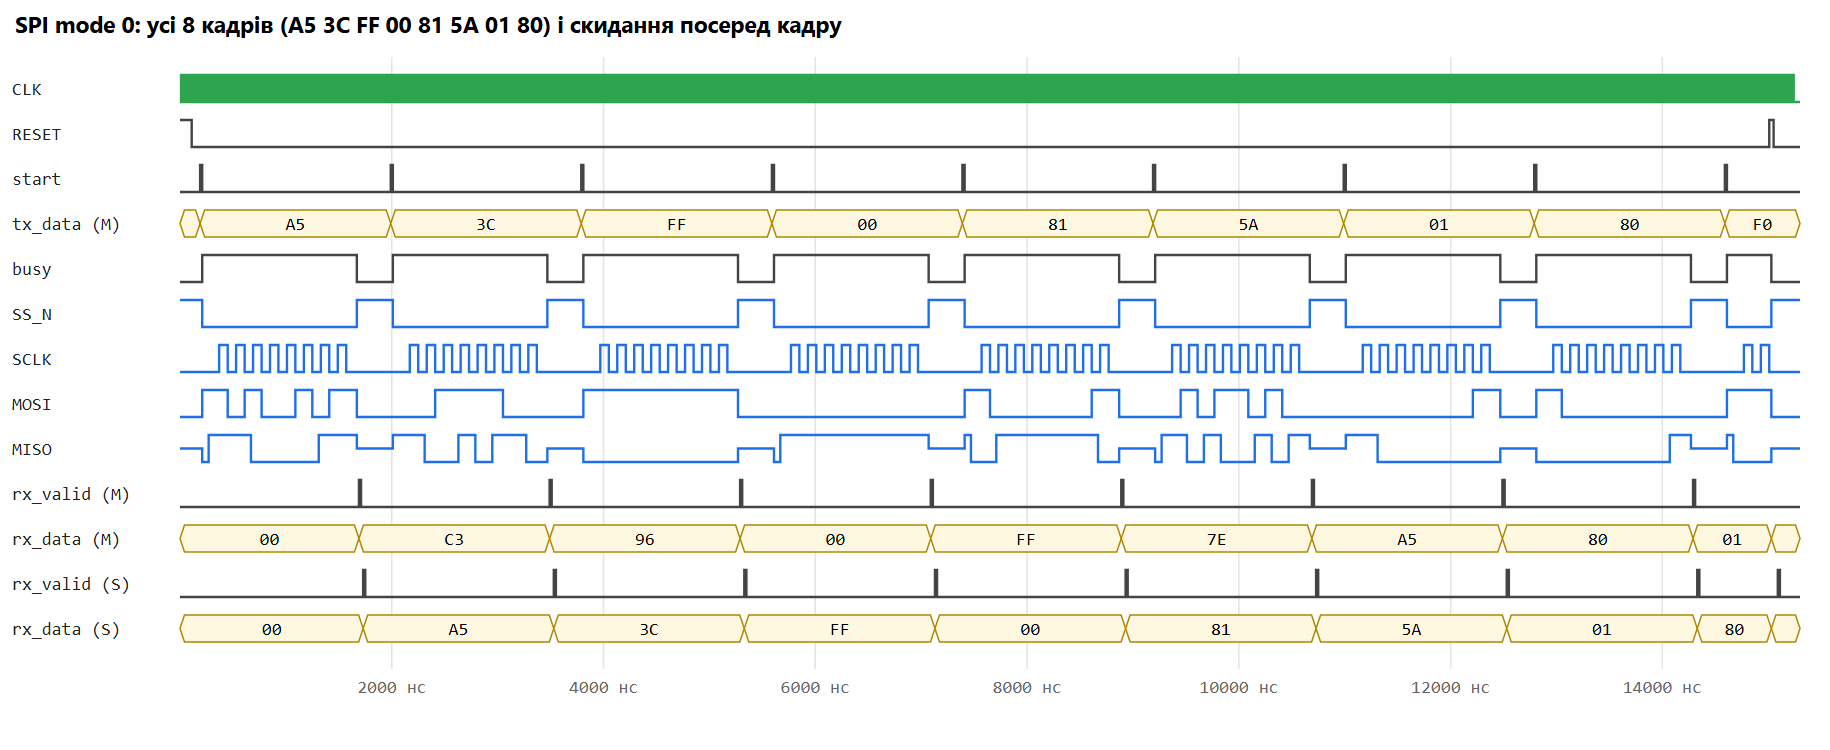 SPI mode 0: усі 8 кадрів (A5 3C FF 00 81 5A 01 80) і скидання посеред кадру
CLK
RESET
start
tx_data (M) A5 3C FF 00 81 5A 01 80 F0
busy
SS_N
SCLK
MOSI
MISO
rx_valid (M)
rx_data (M) 00 C3 96 00 FF 7E A5 80 01
rx_valid (S)
rx_data (S) 00 A5 3C FF 00 81 5A 01 80
2000 нс 4000 нс 6000 нс 8000 нс 10000 нс 12000 нс 14000 нс